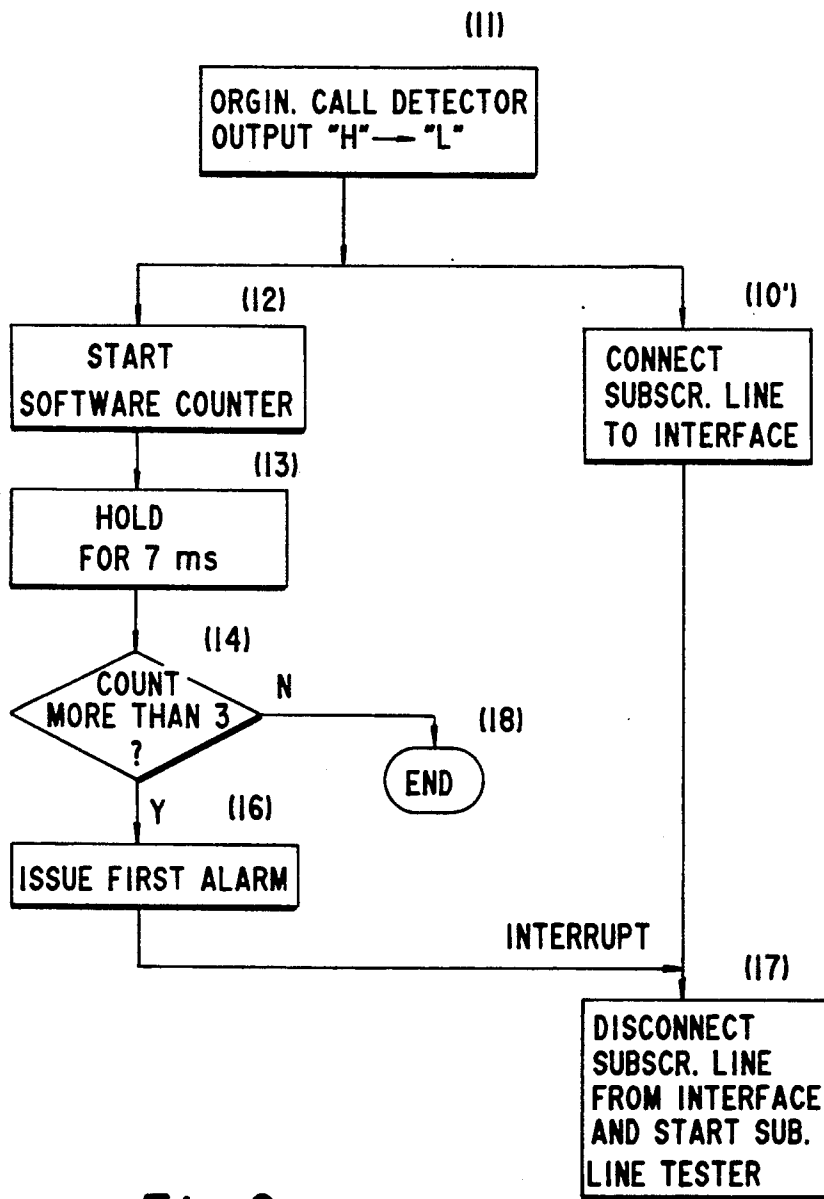 (11)
ORGIN. CALL DETECTOR
OUTPUT "H"→"L"
(12)
START
SOFTWARE COUNTER
(10')
CONNECT
SUBSCR. LINE
TO INTERFACE
(13)
HOLD
FOR 7 ms
(14)
COUNT
MORE THAN 3
?
N
(18)
END
Y
(16)
ISSUE FIRST ALARM
INTERRUPT
(17)
DISCONNECT
SUBSCR. LINE
FROM INTERFACE
AND START SUB.
LINE TESTER